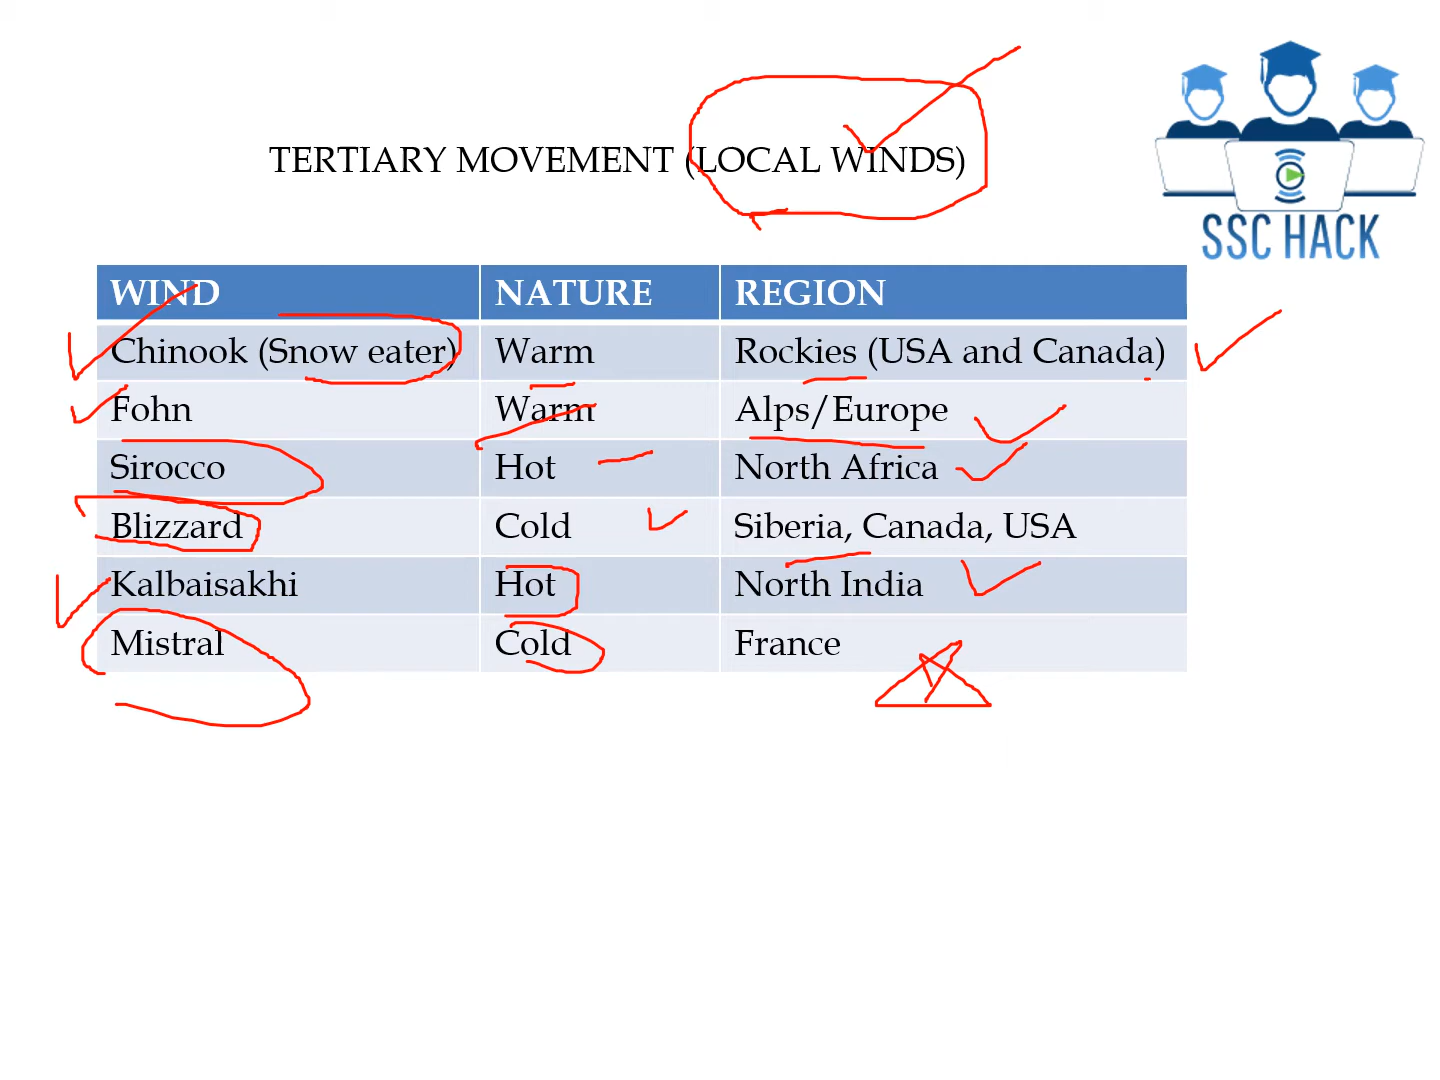 TERTIARY MOVEMENT (LOCAL WINDS)
SSC HACK
WIND NATURE REGION
Chinook (Snow eater) Warm Rockies (USA and Canada)
Fohn Warm Alps/Europe
Sirocco Hot North Africa
Blizzard Cold Siberia, Canada, USA
Kalbaisakhi Hot North India
Mistral Cold France